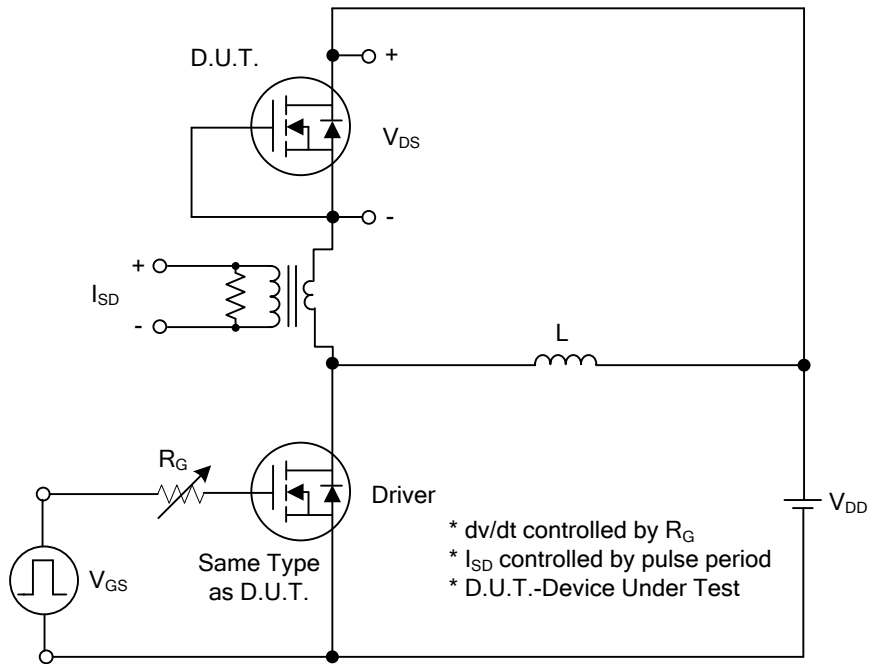 D.U.T.
+
V_DS
-
+
I_SD
-
L
R_G
Driver
V_DD
Same Type
as D.U.T.
V_GS
* dv/dt controlled by R_G
* I_SD controlled by pulse period
* D.U.T.-Device Under Test